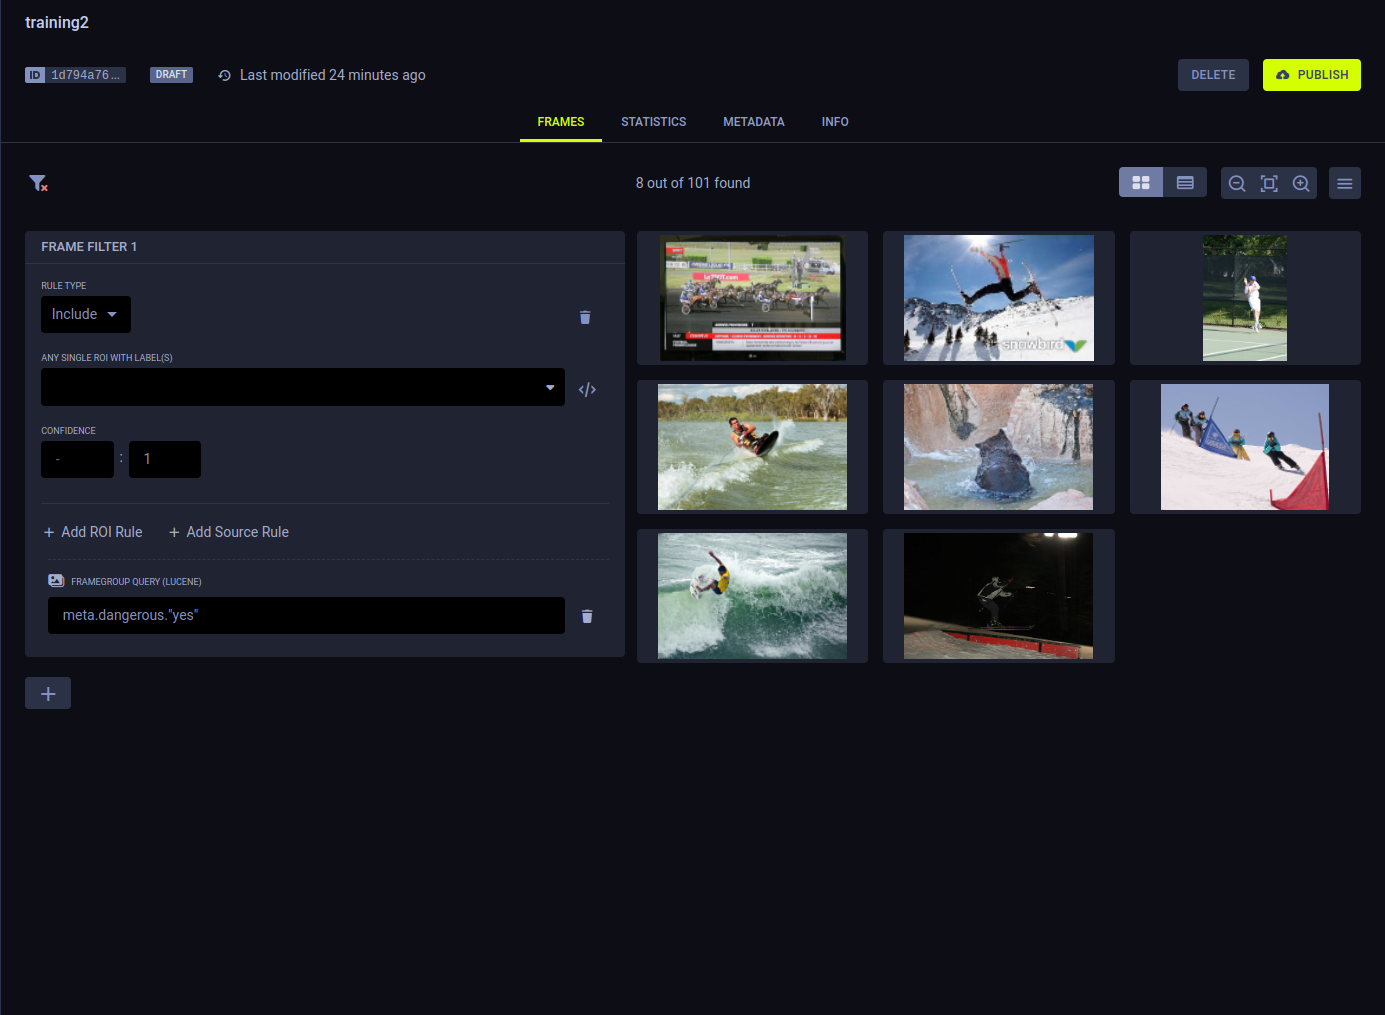 training2
ID 1d794a76...
DRAFT
Last modified 24 minutes ago
DELETE
PUBLISH
FRAMES
STATISTICS
METADATA
INFO
8 out of 101 found
FRAME FILTER 1
RULE TYPE
Include
ANY SINGLE ROI WITH LABEL(S)
</>
CONFIDENCE
-
:
1
+ Add ROI Rule
+ Add Source Rule
FRAMEGROUP QUERY (LUCENE)
meta.dangerous."yes"
+
snowbird